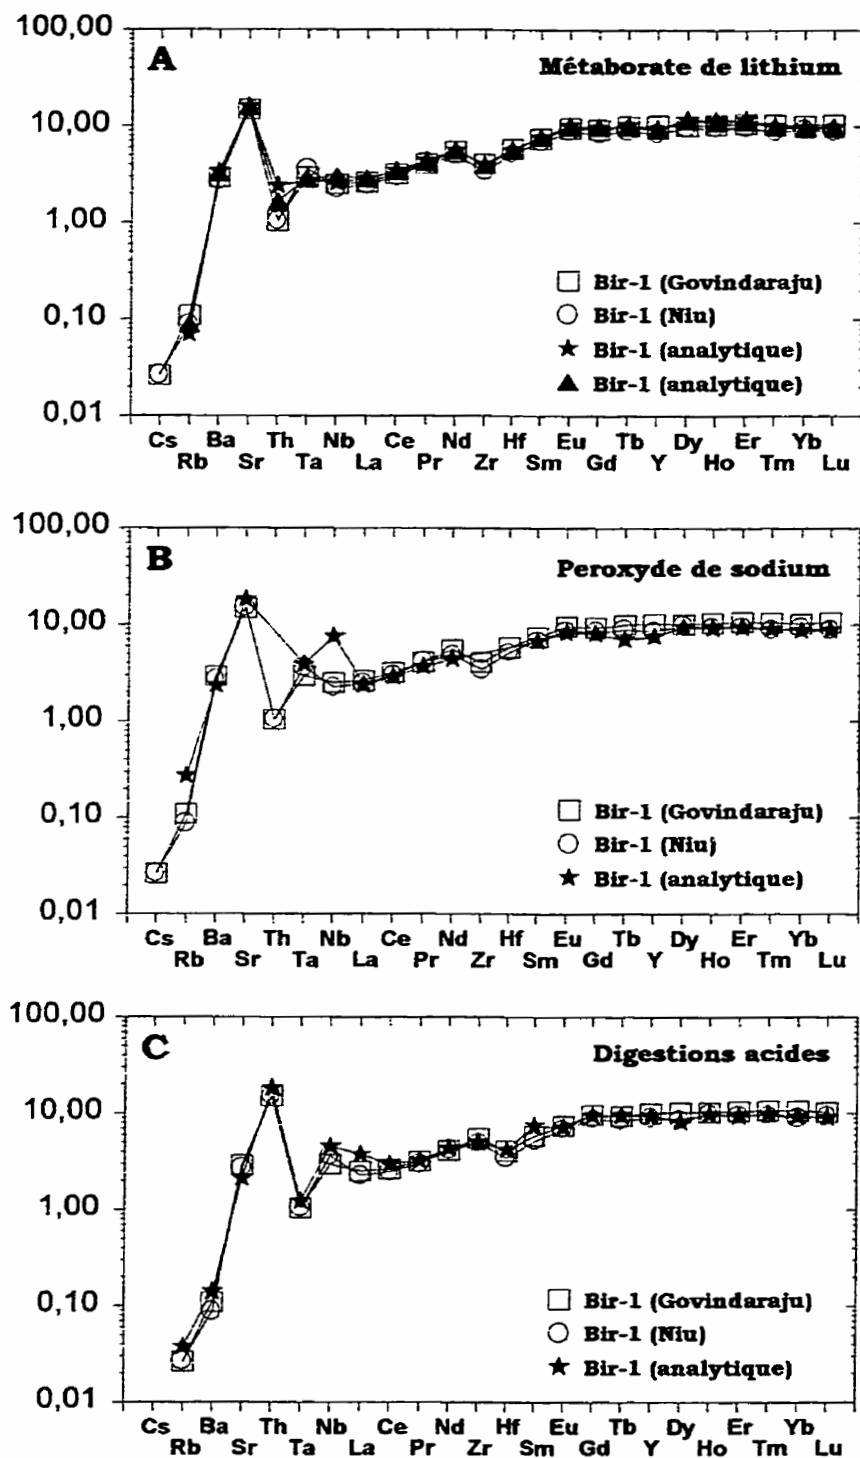 100,00
A
Métaborate de lithium
10,00
1,00
0,10
0,01
Bir-1 (Govindaraju)
Bir-1 (Niu)
Bir-1 (analytique)
Bir-1 (analytique)
Cs Ba Th Nb Ce Nd Hf Eu Tb Dy Er Yb
Rb Sr Ta La Pr Zr Sm Gd Y Ho Tm Lu
100,00
B
Peroxyde de sodium
10,00
1,00
0,10
0,01
Bir-1 (Govindaraju)
Bir-1 (Niu)
Bir-1 (analytique)
Cs Ba Th Nb Ce Nd Hf Eu Tb Dy Er Yb
Rb Sr Ta La Pr Zr Sm Gd Y Ho Tm Lu
100,00
C
Digestions acides
10,00
1,00
0,10
0,01
Bir-1 (Govindaraju)
Bir-1 (Niu)
Bir-1 (analytique)
Cs Ba Th Nb Ce Nd Hf Eu Tb Dy Er Yb
Rb Sr Ta La Pr Zr Sm Gd Y Ho Tm Lu